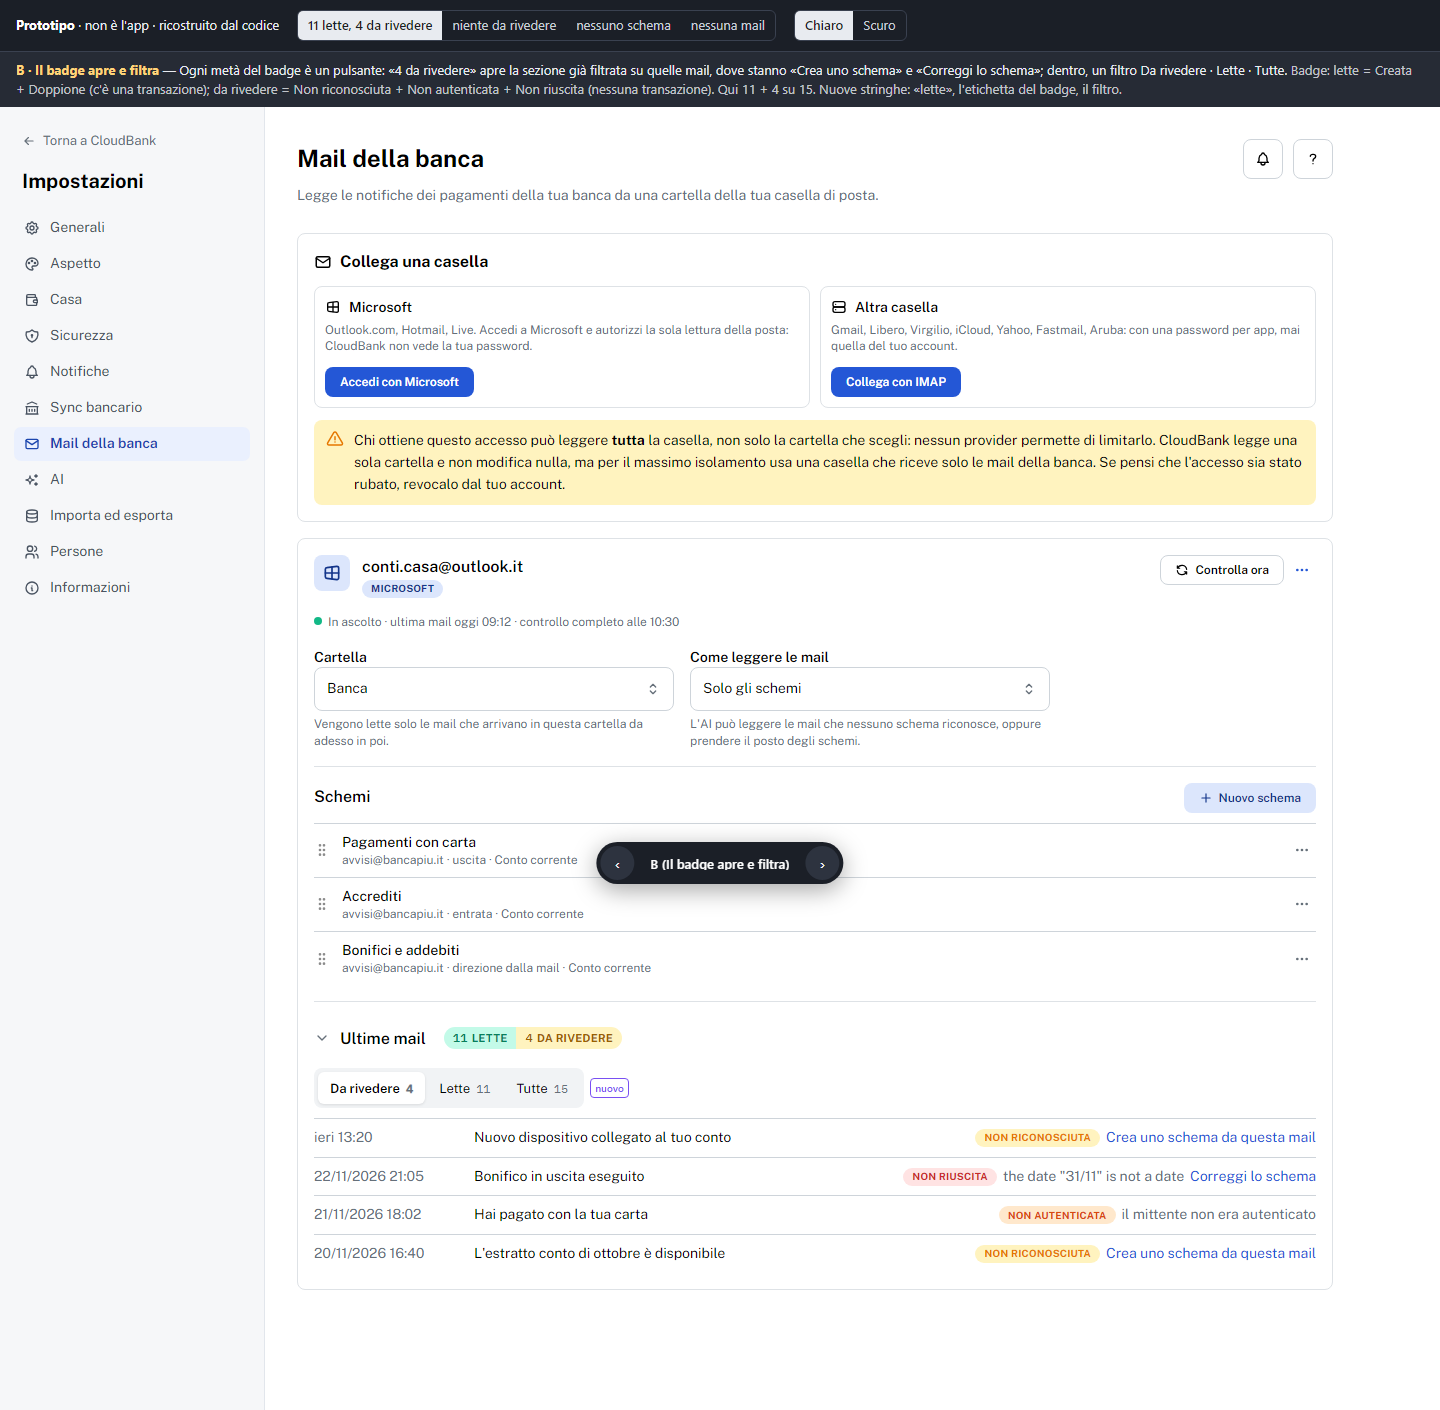 Prototipo · non è l'app · ricostruito dal codice
11 lette, 4 da rivedere
niente da rivedere
nessuno schema
nessuna mail
Chiaro
Scuro
B · Il badge apre e filtra — Ogni metà del badge è un pulsante: «4 da rivedere» apre la sezione già filtrata su quelle mail, dove stanno «Crea uno schema» e «Correggi lo schema»; dentro, un filtro Da rivedere · Lette · Tutte. Badge: lette = Creata
+ Doppione (c'è una transazione); da rivedere = Non riconosciuta + Non autenticata + Non riuscita (nessuna transazione). Qui 11 + 4 su 15. Nuove stringhe: «lette», l'etichetta del badge, il filtro.
← Torna a CloudBank
Impostazioni
Generali
Aspetto
Casa
Sicurezza
Notifiche
Sync bancario
Mail della banca
AI
Importa ed esporta
Persone
Informazioni
Mail della banca
?
Legge le notifiche dei pagamenti della tua banca da una cartella della tua casella di posta.
Collega una casella
Microsoft
Outlook.com, Hotmail, Live. Accedi a Microsoft e autorizzi la sola lettura della posta:
CloudBank non vede la tua password.
Accedi con Microsoft
Altra casella
Gmail, Libero, Virgilio, iCloud, Yahoo, Fastmail, Aruba: con una password per app, mai
quella del tuo account.
Collega con IMAP
Chi ottiene questo accesso può leggere tutta la casella, non solo la cartella che scegli: nessun provider permette di limitarlo. CloudBank legge una
sola cartella e non modifica nulla, ma per il massimo isolamento usa una casella che riceve solo le mail della banca. Se pensi che l'accesso sia stato
rubato, revocalo dal tuo account.
conti.casa@outlook.it
MICROSOFT
Controlla ora
In ascolto · ultima mail oggi 09:12 · controllo completo alle 10:30
Cartella
Banca
Vengono lette solo le mail che arrivano in questa cartella da
adesso in poi.
Come leggere le mail
Solo gli schemi
L'AI può leggere le mail che nessuno schema riconosce, oppure
prendere il posto degli schemi.
Schemi
+ Nuovo schema
Pagamenti con carta
avvisi@bancapiu.it · uscita · Conto corrente
‹ B (Il badge apre e filtra) ›
Accrediti
avvisi@bancapiu.it · entrata · Conto corrente
Bonifici e addebiti
avvisi@bancapiu.it · direzione dalla mail · Conto corrente
Ultime mail
11 LETTE
4 DA RIVEDERE
Da rivedere 4
Lette 11
Tutte 15
nuovo
ieri 13:20 Nuovo dispositivo collegato al tuo conto NON RICONOSCIUTA Crea uno schema da questa mail
22/11/2026 21:05 Bonifico in uscita eseguito NON RIUSCITA the date "31/11" is not a date Correggi lo schema
21/11/2026 18:02 Hai pagato con la tua carta NON AUTENTICATA il mittente non era autenticato
20/11/2026 16:40 L'estratto conto di ottobre è disponibile NON RICONOSCIUTA Crea uno schema da questa mail